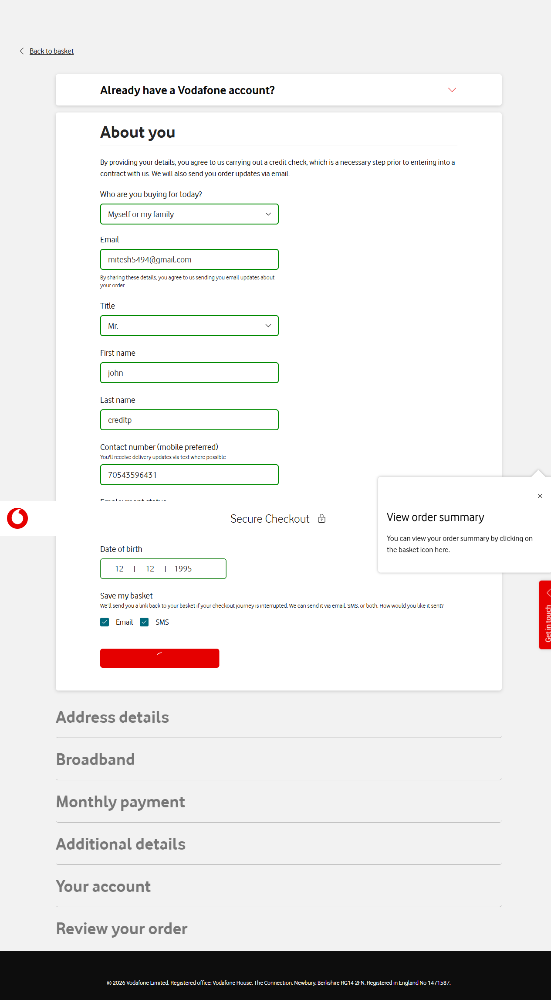 Back to basket
Already have a Vodafone account?
About you
By providing your details, you agree to us carrying out a credit check, which is a necessary step prior to entering into a
contract with us. We will also send you order updates via email.
Who are you buying for today?
Myself or my family
Email
mitesh5494@gmail.com
By sharing these details, you agree to us sending you email updates about
your order.
Title
Mr.
First name
john
Last name
creditp
Contact number (mobile preferred)
You'll receive delivery updates via text where possible
70543596431
Secure Checkout
View order summary
You can view your order summary by clicking on
the basket icon here.
Date of birth
12 | 12 | 1995
Save my basket
We'll send you a link back to your basket if your checkout journey is interrupted. We can send it via email, SMS, or both. How would you like it sent?
Email SMS
Get in touch
Address details
Broadband
Monthly payment
Additional details
Your account
Review your order
© 2026 Vodafone Limited. Registered office: Vodafone House, The Connection, Newbury, Berkshire RG14 2FN. Registered in England No 1471587.